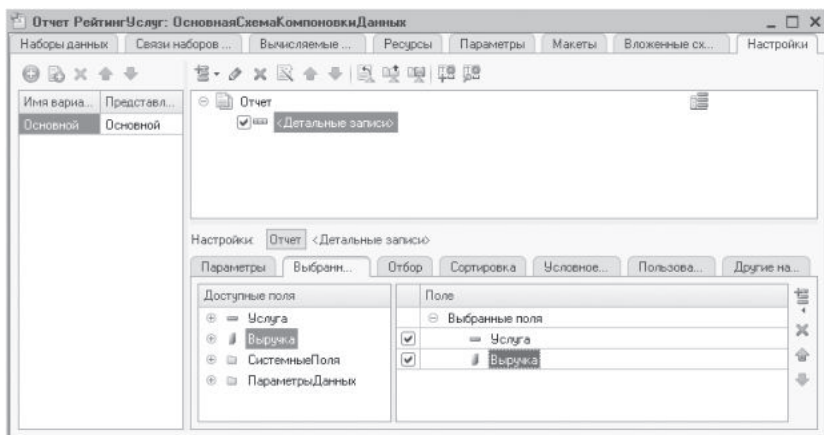 Отчет РейтингУслуг: ОсновнаяСхемаКомпоновкиДанных
Наборы данных Связи наборов ... Вычисляемые ... Ресурсы Параметры Макеты Вложенные сх... Настройки
Имя вариа... Представл...
Основной Основной
Отчет
<Детальные записи>
Настройки: Отчет <Детальные записи>
Параметры Выбранн... Отбор Сортировка Условное... Пользова... Другие на...
Доступные поля Поле
Услуга Выбранные поля
Выручка Услуга
СистемныеПоля Выручка
ПараметрыДанных